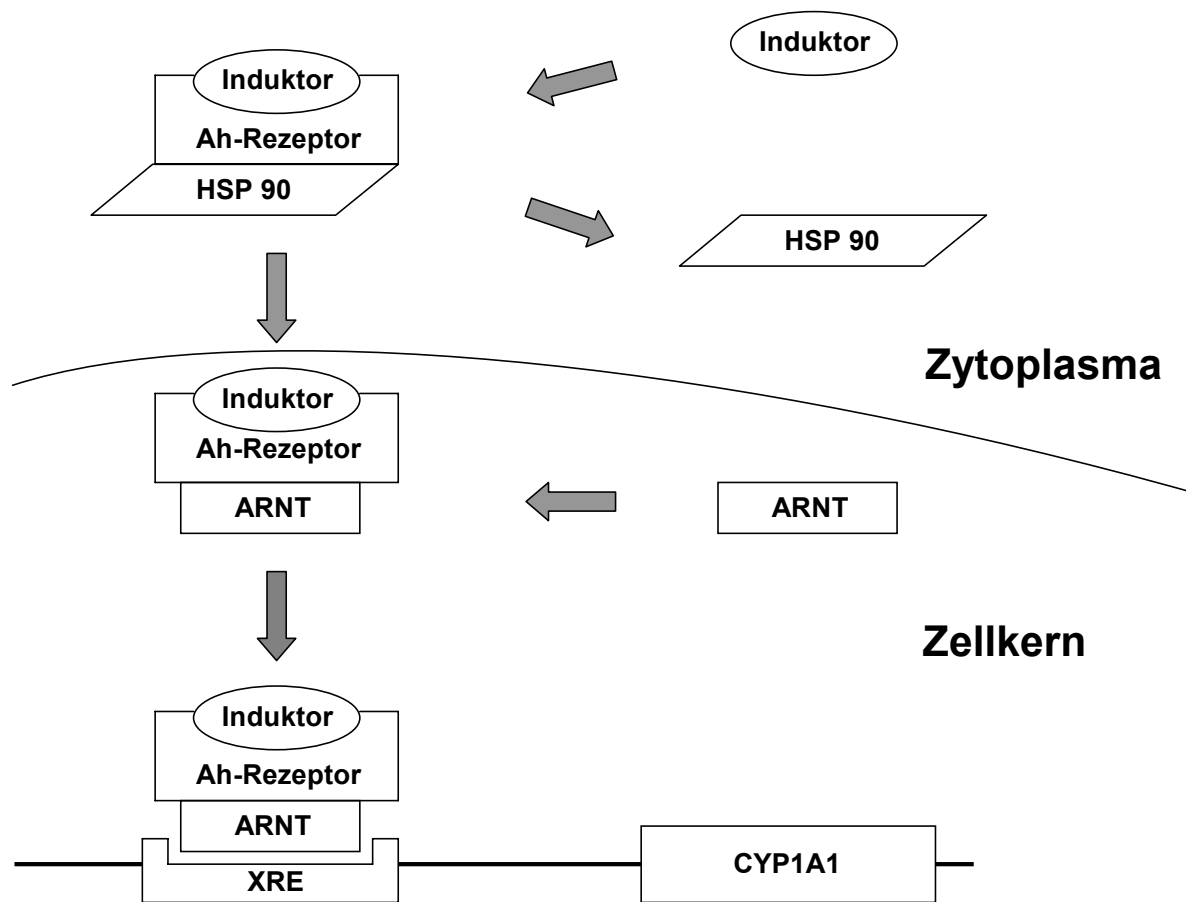 Induktor
Induktor
Ah-Rezeptor
HSP 90
HSP 90
Zytoplasma
Induktor
Ah-Rezeptor
ARNT
ARNT
Zellkern
Induktor
Ah-Rezeptor
ARNT
XRE
CYP1A1